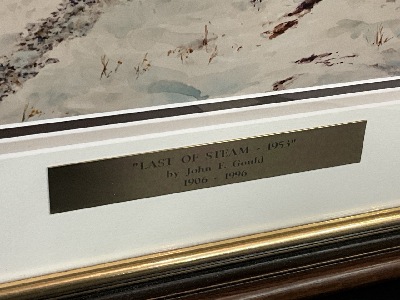 "LAST OF STEAM - 1953"
by John F. Gould
1906 - 1996